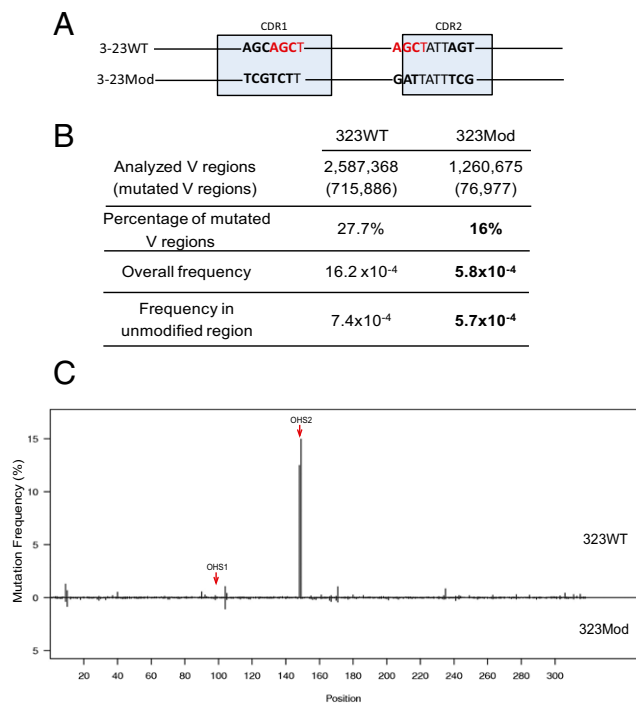 A
CDR1 CDR2
3-23WT AGCAGCT AGCTATTAGT
3-23Mod TCGTCTT GATTATTTCG
B
323WT 323Mod
Analyzed V regions 2,587,368 1,260,675
(mutated V regions) (715,886) (76,977)
Percentage of mutated
V regions 27.7% 16%
Overall frequency 16.2 x10-4 5.8x10-4
Frequency in
unmodified region 7.4x10-4 5.7x10-4
C
Mutation Frequency (%)
15
10
5
0
5
OHS2
OHS1
323WT
323Mod
20 40 60 80 100 120 140 160 180 200 220 240 260 280 300
Position